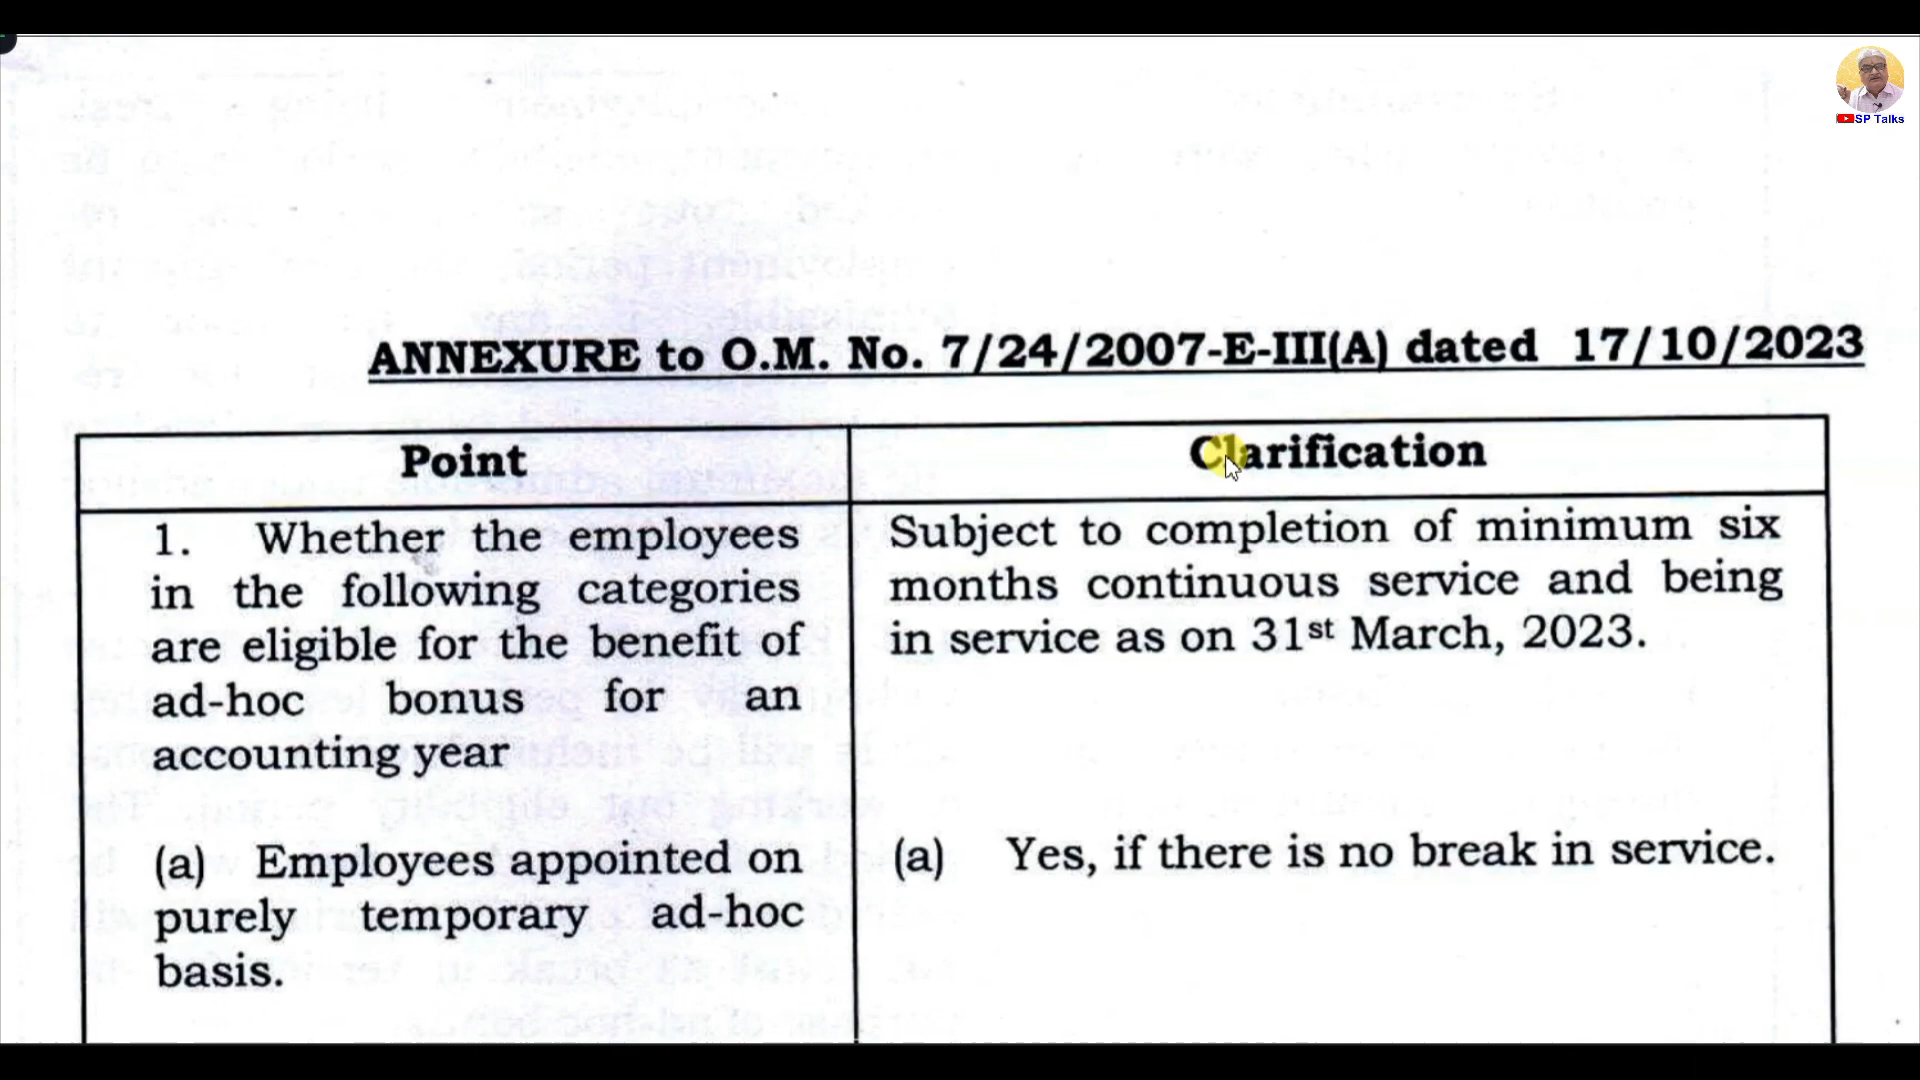 SP Talks
ANNEXURE to O.M. No. 7/24/2007-E-III(A) dated 17/10/2023
Point
Clarification
1. Whether the employees
in the following categories
are eligible for the benefit of
ad-hoc bonus for an
accounting year
Subject to completion of minimum six
months continuous service and being
in service as on 31st March, 2023.
(a) Employees appointed on
purely temporary ad-hoc
basis.
(a) Yes, if there is no break in service.